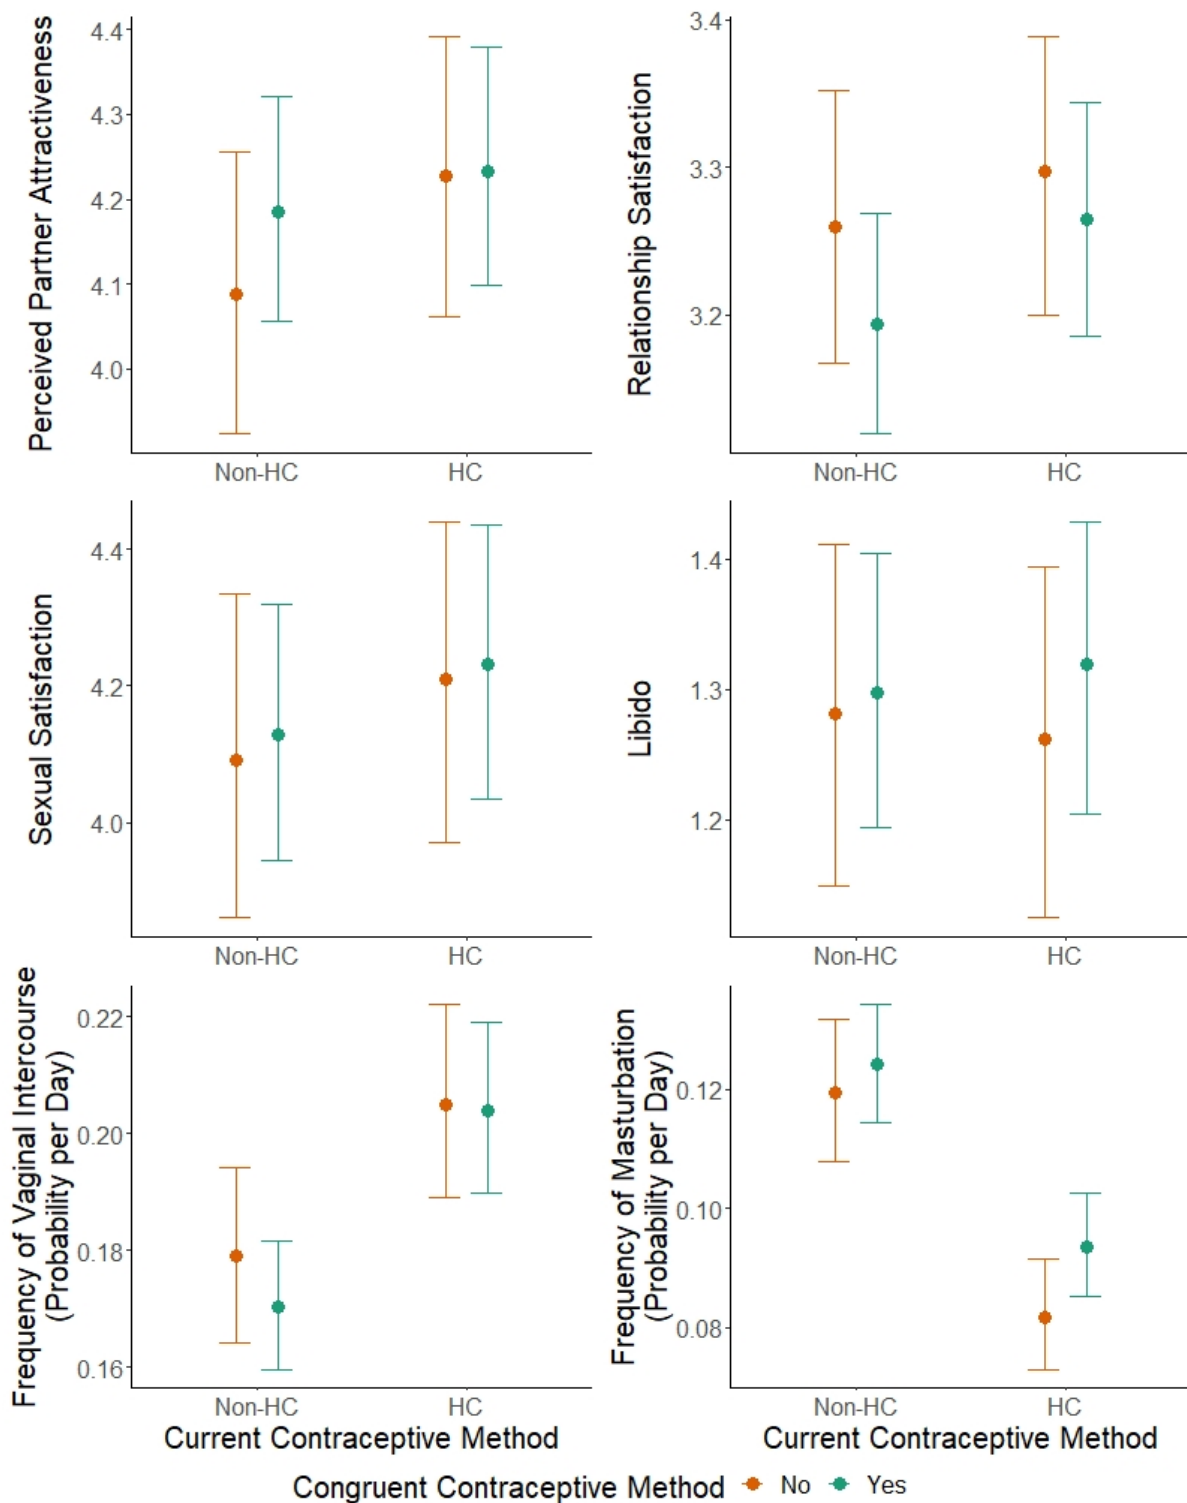 Perceived Partner Attractiveness
4.4
4.3
4.2
4.1
4.0
Non-HC HC
Relationship Satisfaction
3.4
3.3
3.2
Non-HC HC
Sexual Satisfaction
4.4
4.2
4.0
Non-HC HC
Libido
1.4
1.3
1.2
Non-HC HC
Frequency of Vaginal Intercourse
(Probability per Day)
0.22
0.20
0.18
0.16
Non-HC HC
Current Contraceptive Method
Frequency of Masturbation
(Probability per Day)
0.12
0.10
0.08
Non-HC HC
Current Contraceptive Method
Congruent Contraceptive Method No Yes